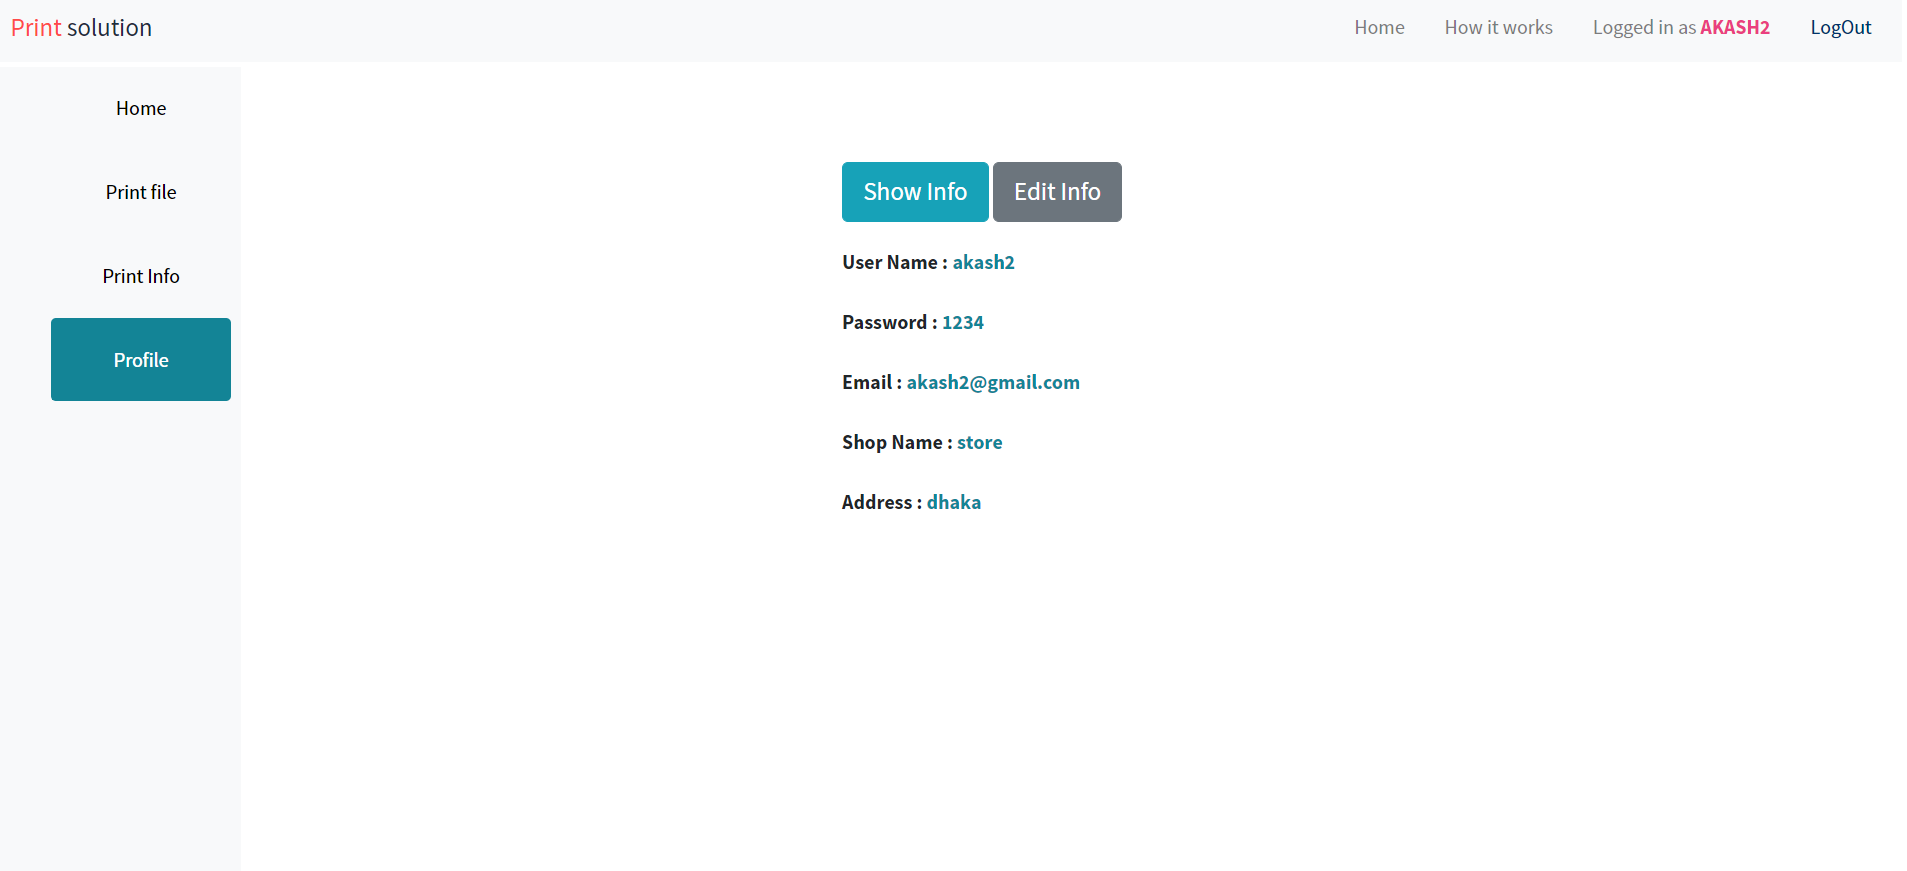 Print solution
Home How it works Logged in as AKASH2 LogOut
Home
Print file
Print Info
Profile
Show Info Edit Info
User Name : akash2
Password : 1234
Email : akash2@gmail.com
Shop Name : store
Address : dhaka